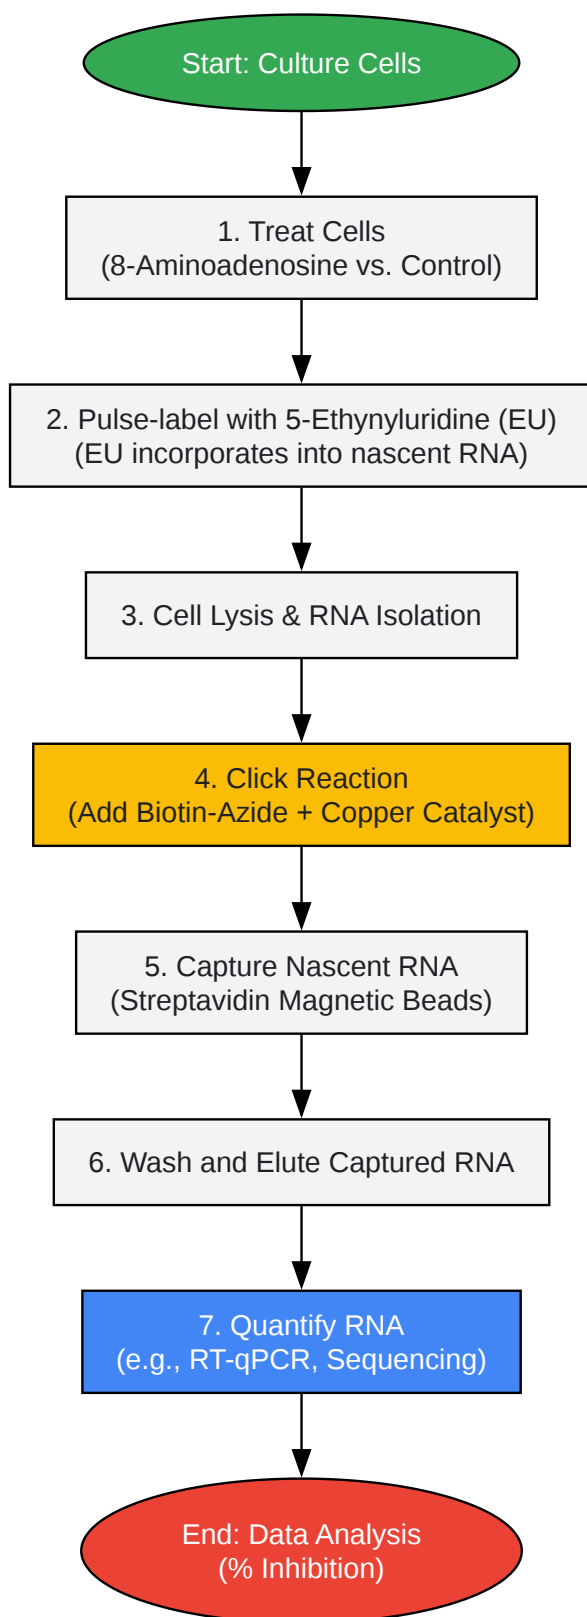 Start: Culture Cells
1. Treat Cells
(8-Aminoadenosine vs. Control)
2. Pulse-label with 5-Ethynyluridine (EU)
(EU incorporates into nascent RNA)
3. Cell Lysis & RNA Isolation
4. Click Reaction
(Add Biotin-Azide + Copper Catalyst)
5. Capture Nascent RNA
(Streptavidin Magnetic Beads)
6. Wash and Elute Captured RNA
7. Quantify RNA
(e.g., RT-qPCR, Sequencing)
End: Data Analysis
(% Inhibition)